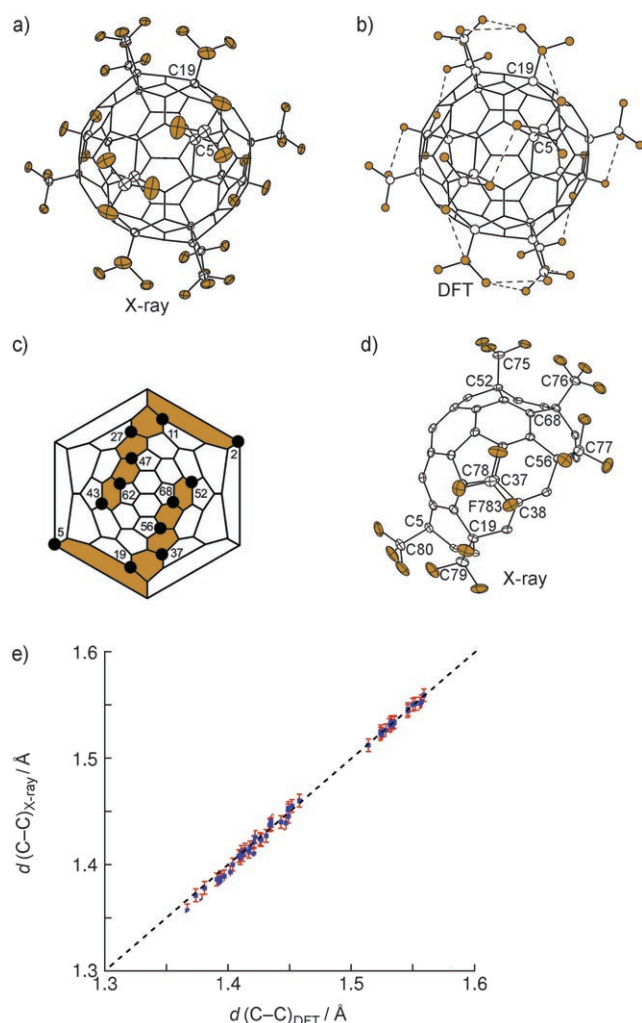 a)
b)
C19
C19
C5
C5
X-ray
DFT
c)
d)
C75
C52
C76
27
11
C68
2
C77
47
C56
43
62
68
52
C78
C37
F783
C38
5
56
C5
C19
19
37
C80
C79
X-ray
e)
1.6
1.5
1.4
1.3
d (C–C)X-ray / Å
1.3
1.4
1.5
1.6
d (C–C)DFT / Å